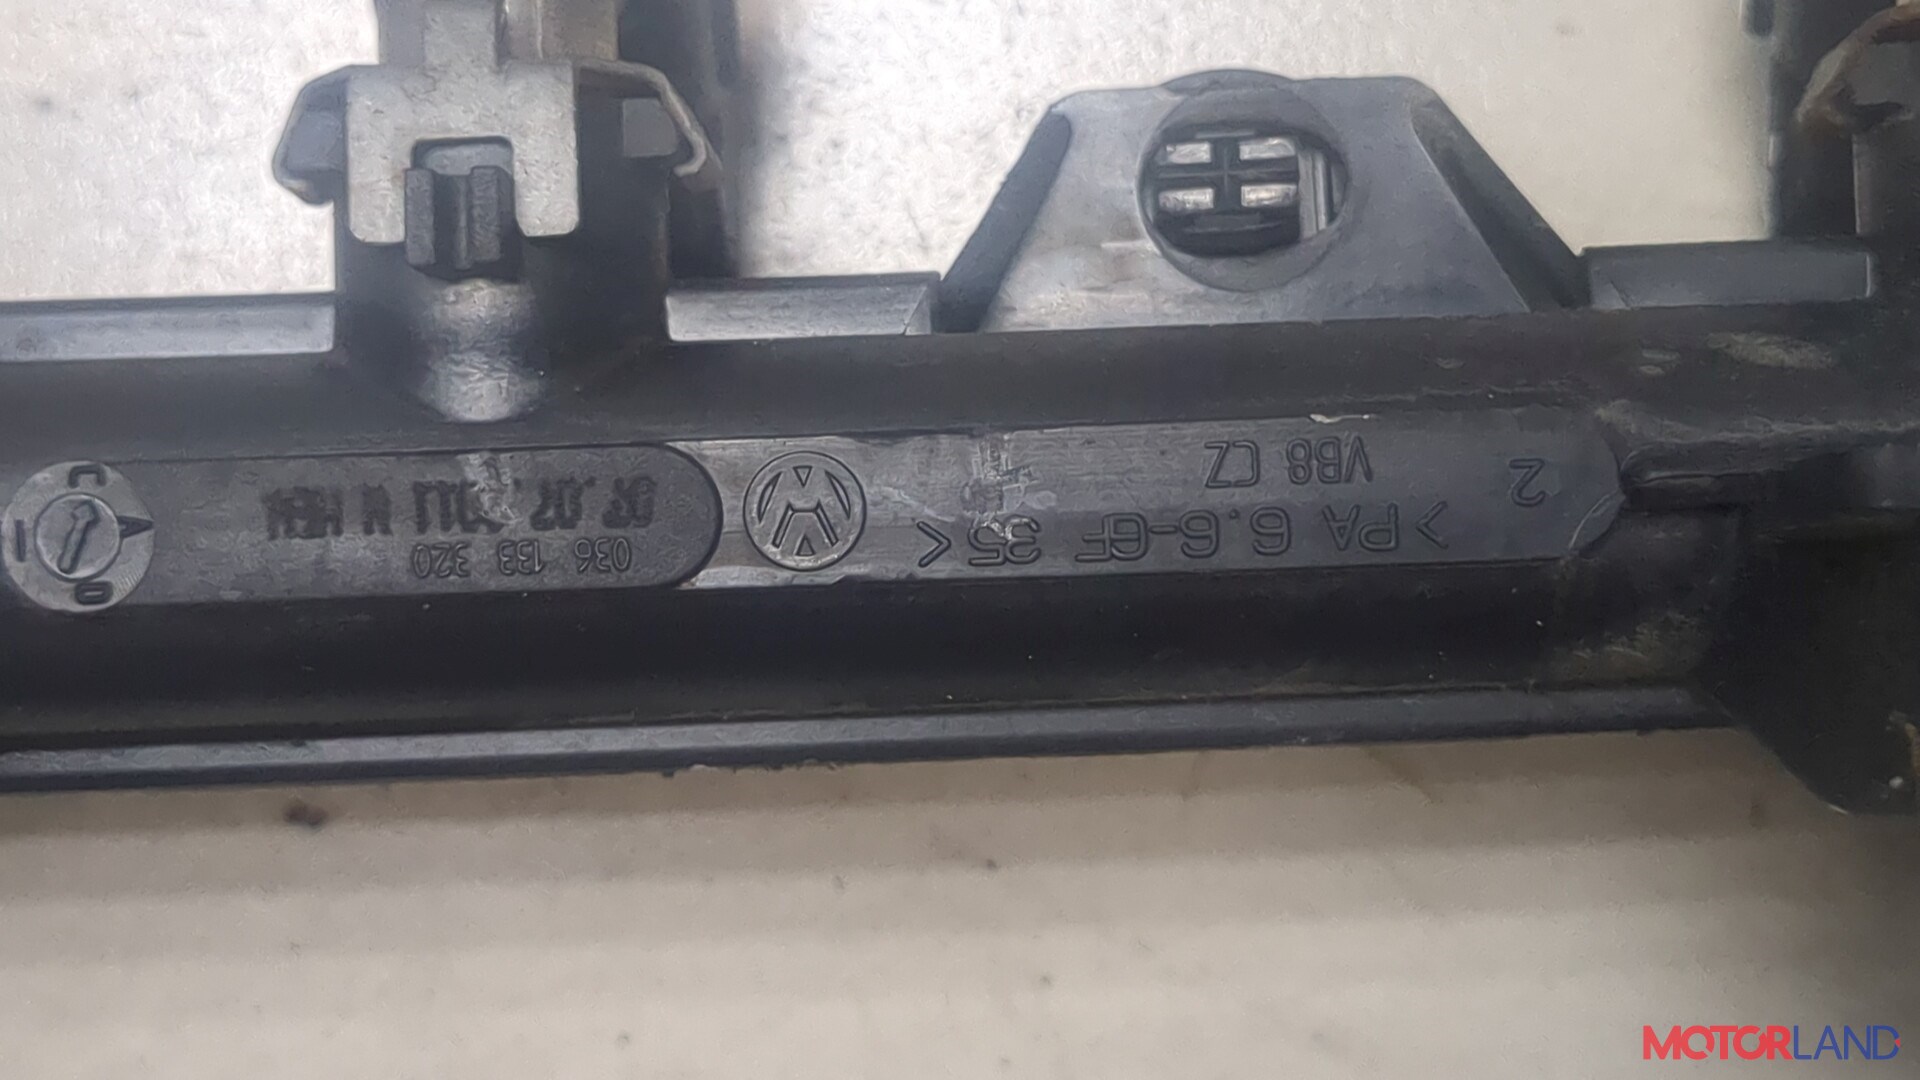 2
VB8 CZ
>PA 6.6-GF 35<
036 133 320
MOTORLAND